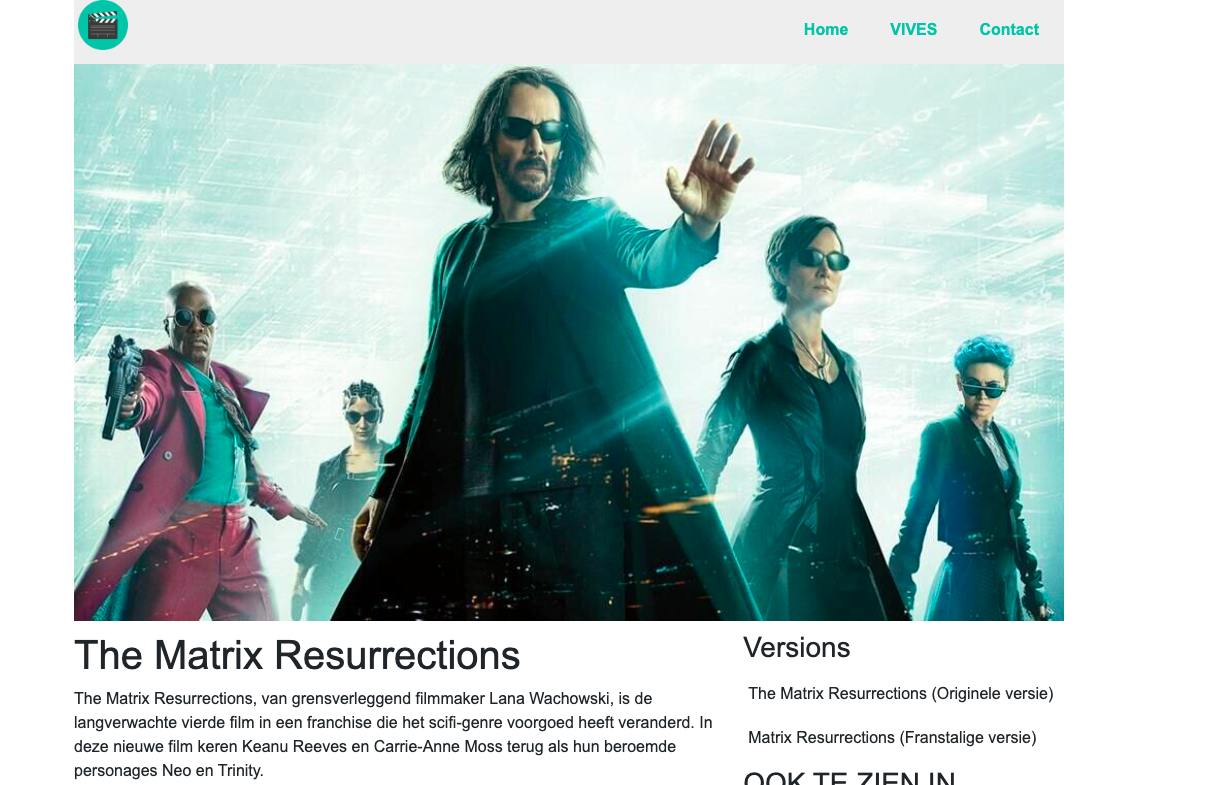 Home VIVES Contact
The Matrix Resurrections
The Matrix Resurrections, van grensverleggend filmmaker Lana Wachowski, is de
langverwachte vierde film in een franchise die het scifi-genre voorgoed heeft veranderd. In
deze nieuwe film keren Keanu Reeves en Carrie-Anne Moss terug als hun beroemde
personages Neo en Trinity.
Versions
The Matrix Resurrections (Originele versie)
Matrix Resurrections (Franstalige versie)
OOK TE ZIEN IN